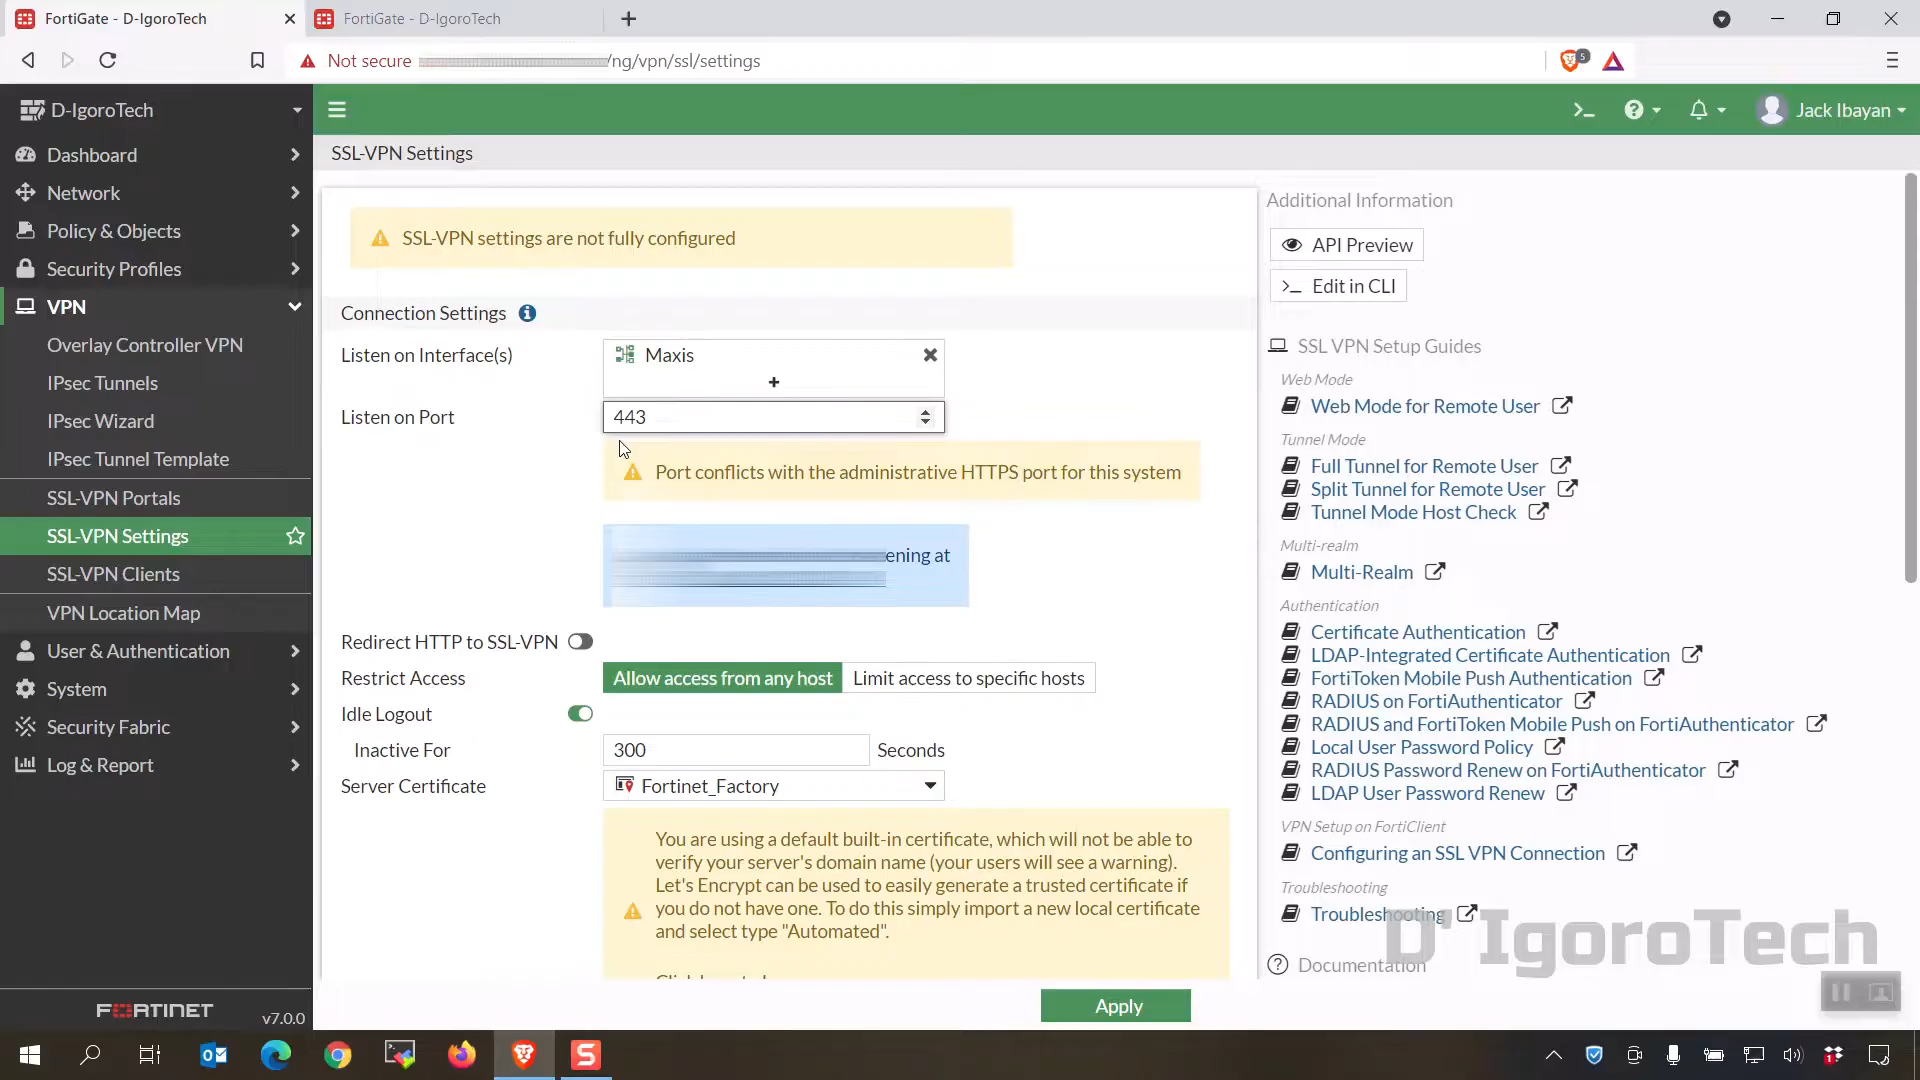 FortiGate - D-IgoroTech
FortiGate - D-IgoroTech
Not secure
/ng/vpn/ssl/settings
5
D-IgoroTech
Jack Ibayan
Dashboard
Network
Policy & Objects
Security Profiles
VPN
Overlay Controller VPN
IPsec Tunnels
IPsec Wizard
IPsec Tunnel Template
SSL-VPN Portals
SSL-VPN Settings
SSL-VPN Clients
VPN Location Map
User & Authentication
System
Security Fabric
Log & Report
FORTINET
v7.0.0
SSL-VPN Settings
SSL-VPN settings are not fully configured
Connection Settings
Listen on Interface(s)
Maxis
Listen on Port
443
Port conflicts with the administrative HTTPS port for this system
ening at
Redirect HTTP to SSL-VPN
Restrict Access
Allow access from any host
Limit access to specific hosts
Idle Logout
Inactive For
300
Seconds
Server Certificate
Fortinet_Factory
You are using a default built-in certificate, which will not be able to
verify your server's domain name (your users will see a warning).
Let's Encrypt can be used to easily generate a trusted certificate if
you do not have one. To do this simply import a new local certificate
and select type "Automated".
Apply
Additional Information
API Preview
>_ Edit in CLI
SSL VPN Setup Guides
Web Mode
Web Mode for Remote User
Tunnel Mode
Full Tunnel for Remote User
Split Tunnel for Remote User
Tunnel Mode Host Check
Multi-realm
Multi-Realm
Authentication
Certificate Authentication
LDAP-Integrated Certificate Authentication
FortiToken Mobile Push Authentication
RADIUS on FortiAuthenticator
RADIUS and FortiToken Mobile Push on FortiAuthenticator
Local User Password Policy
RADIUS Password Renew on FortiAuthenticator
LDAP User Password Renew
VPN Setup on FortiClient
Configuring an SSL VPN Connection
Troubleshooting
Troubleshooting
Documentation
D' IgoroTech